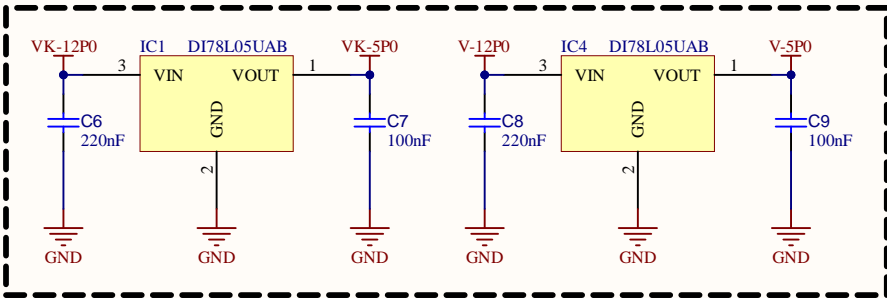 VK-12P0
IC1 DI78L05UAB
VK-5P0
V-12P0
IC4 DI78L05UAB
V-5P0
3
VIN VOUT
1
3
VIN VOUT
1
GND
GND
C6
220nF
C7
100nF
C8
220nF
C9
100nF
2
2
GND
GND
GND
GND
GND
GND